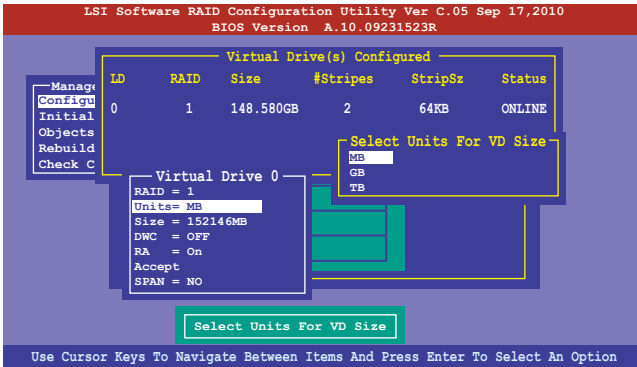 LSI Software RAID Configuration Utility Ver C.05 Sep 17,2010
BIOS Version A.10.09231523R
Virtual Drive(s) Configured
LD RAID Size #Stripes StripSz Status
0 1 148.580GB 2 64KB ONLINE
Manage
Configu
Initial
Objects
Rebuild
Check C
Select Units For VD Size
MB
GB
TB
Virtual Drive 0
RAID = 1
Units= MB
Size = 152146MB
DWC = OFF
RA = On
Accept
SPAN = NO
Select Units For VD Size
Use Cursor Keys To Navigate Between Items And Press Enter To Select An Option